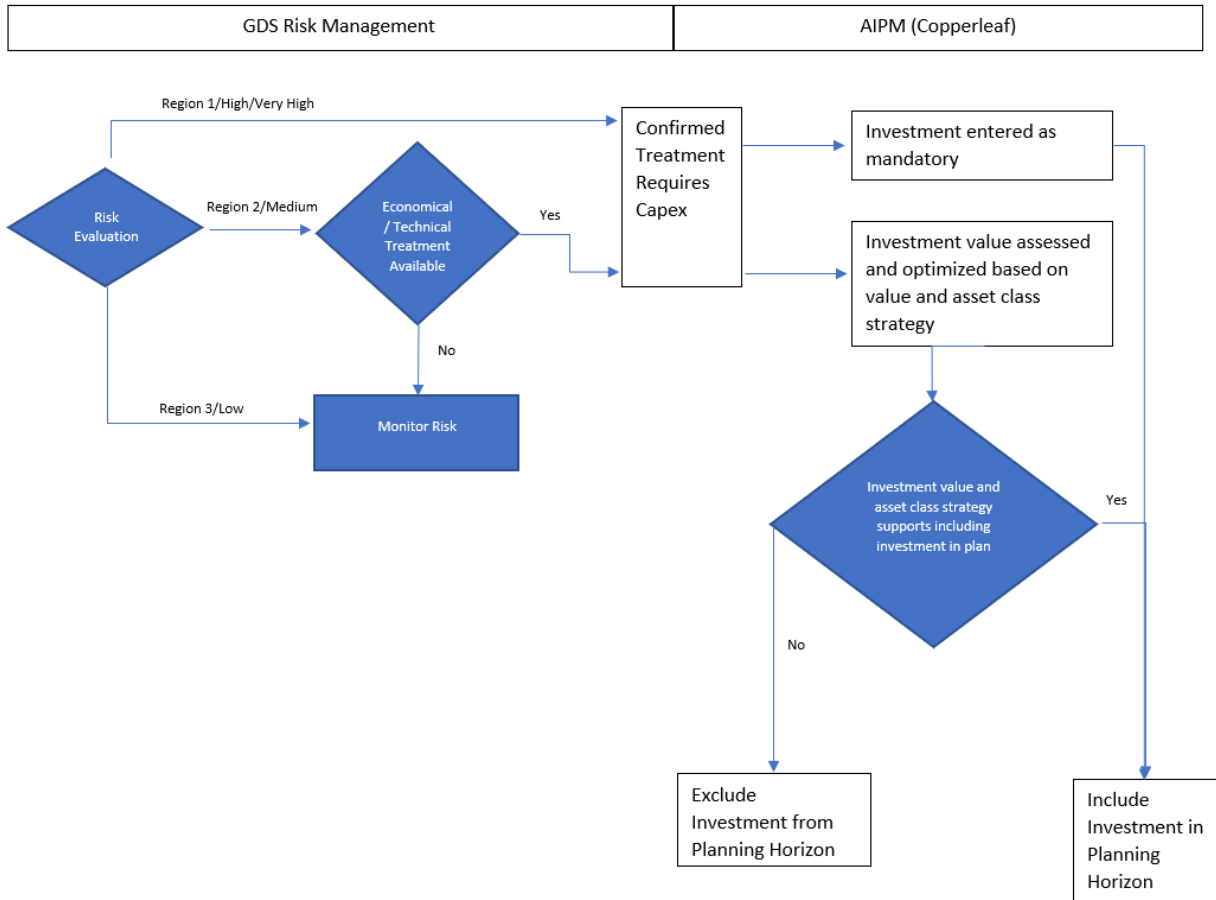 GDS Risk Management
AIPM (Copperleaf)
Region 1/High/Very High
Confirmed
Treatment
Requires
Capex
Investment entered as
mandatory
Risk
Evaluation
Region 2/Medium
Economical
/ Technical
Treatment
Available
Yes
Investment value assessed
and optimized based on
value and asset class
strategy
No
Region 3/Low
Monitor Risk
Investment value and
asset class strategy
supports including
investment in plan
Yes
No
Exclude
Investment from
Planning Horizon
Include
Investment in
Planning
Horizon